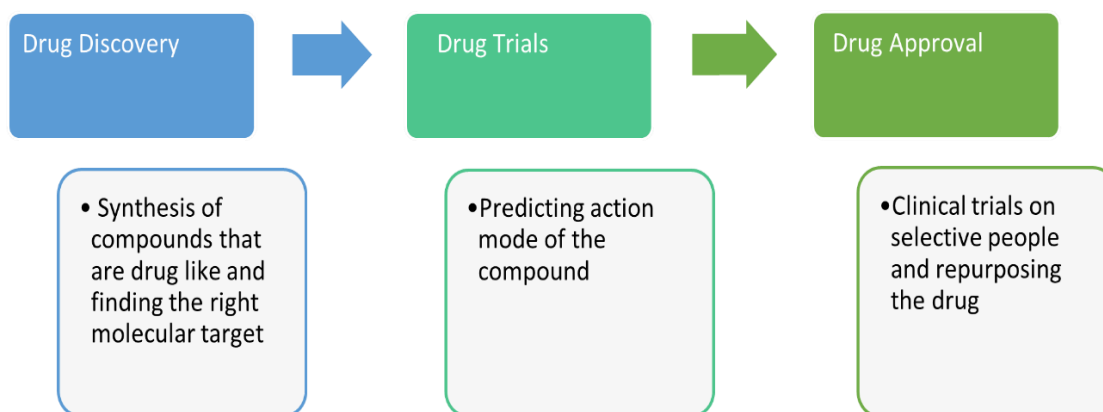 Drug Discovery
Drug Trials
Drug Approval
• Synthesis of
compounds that
are drug like and
finding the right
molecular target
•Predicting action
mode of the
compound
•Clinical trials on
selective people
and repurposing
the drug